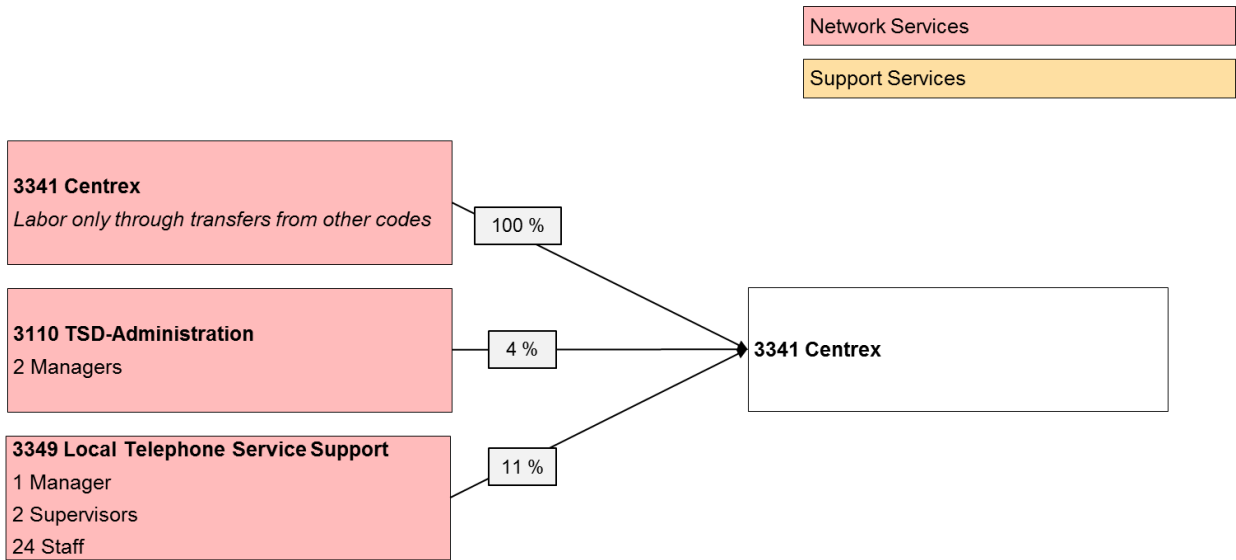 Network Services
Support Services
3341 Centrex
Labor only through transfers from other codes
100 %
3110 TSD-Administration
2 Managers
4 %
3341 Centrex
3349 Local Telephone Service Support
1 Manager
2 Supervisors
24 Staff
11 %